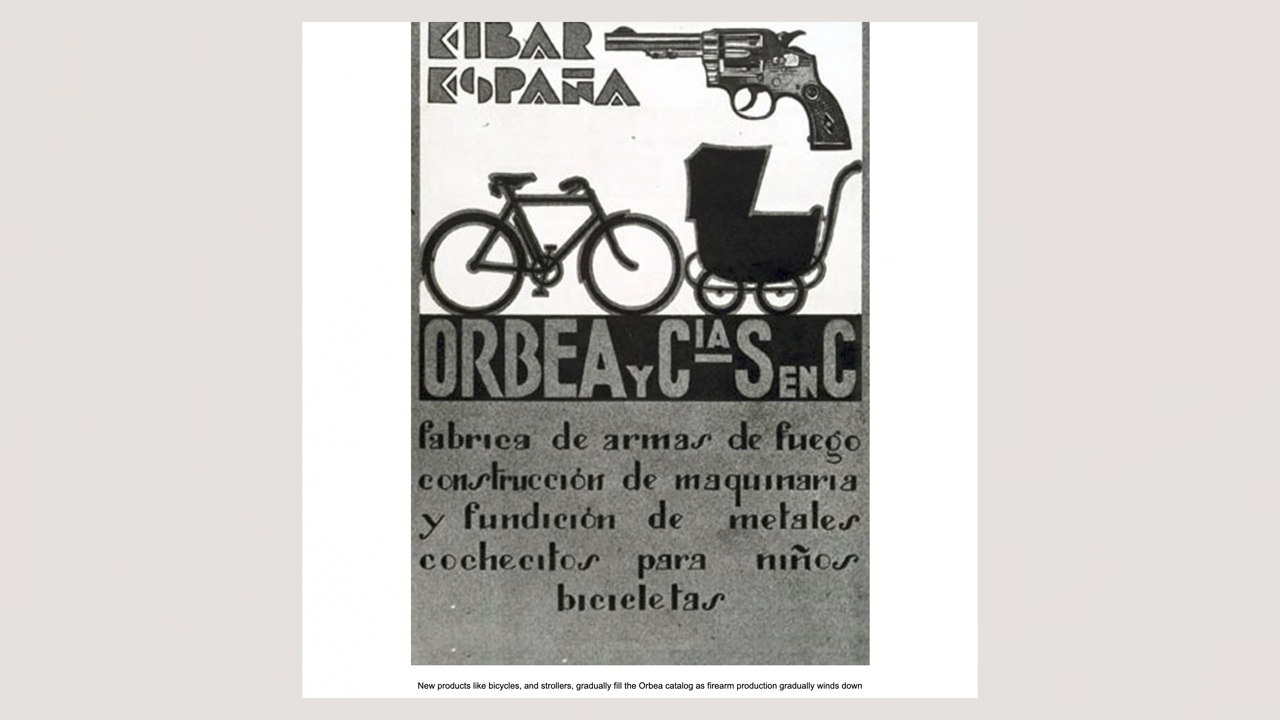 EIBAR
ESPAÑA
ORBEA Y CIA S EN C
fabrica de armas de fuego
construcción de maquinaria
y fundición de metales
cochecitos para niños
bicicletas
New products like bicycles, and strollers, gradually fill the Orbea catalog as firearm production gradually winds down